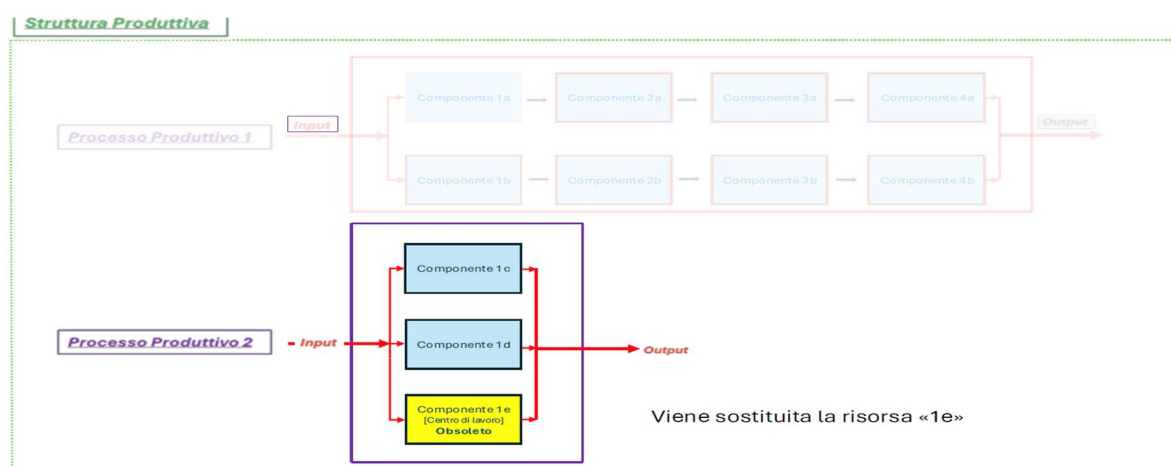 Struttura Produttiva
Componente 1a
Componente 2a
Componente 3a
Componente 4a
Input
Output
Processo Produttivo 1
Componente 1b
Componente 2b
Componente 3b
Componente 4b
Componente 1c
Processo Produttivo 2
Input
Componente 1d
Output
Componente 1e
[Centro di lavoro]
Obsoleto
Viene sostituita la risorsa «1e»